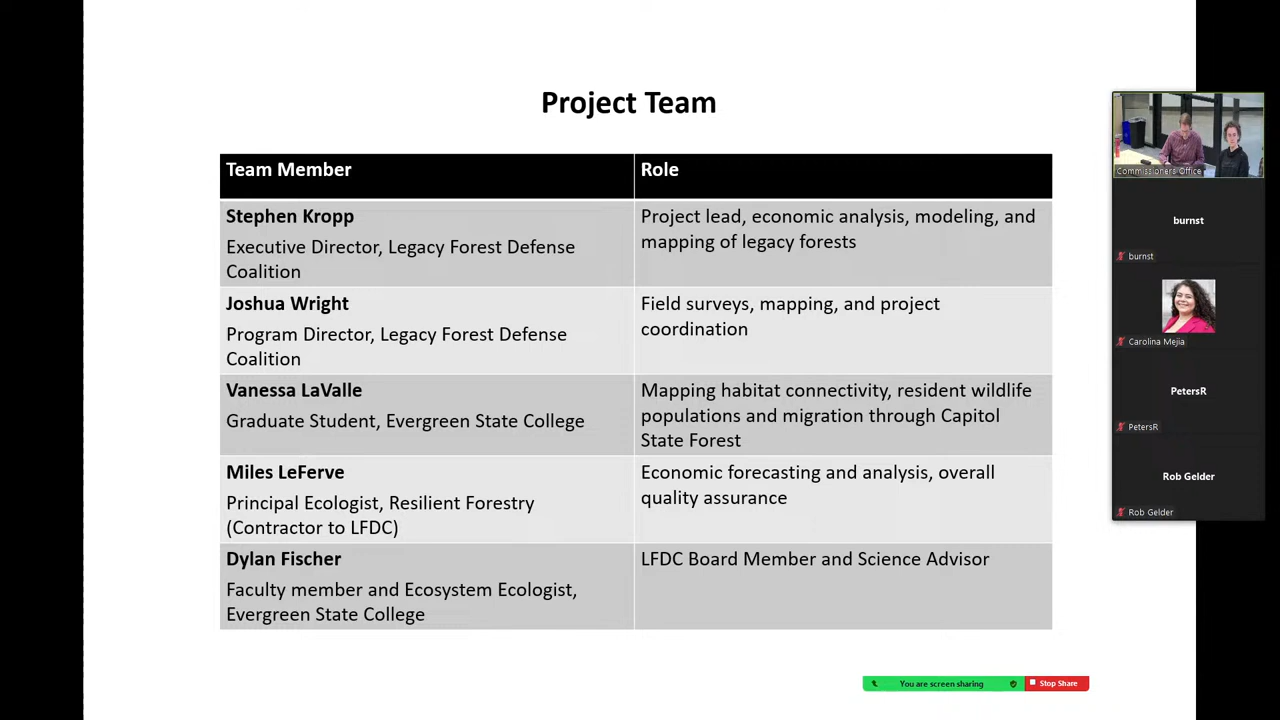 Project Team
Team Member
Role
Stephen Kropp
Executive Director, Legacy Forest Defense
Coalition
Project lead, economic analysis, modeling, and
mapping of legacy forests
Joshua Wright
Program Director, Legacy Forest Defense
Coalition
Field surveys, mapping, and project
coordination
Vanessa LaValle
Graduate Student, Evergreen State College
Mapping habitat connectivity, resident wildlife
populations and migration through Capitol
State Forest
Miles LeFerve
Principal Ecologist, Resilient Forestry
(Contractor to LFDC)
Economic forecasting and analysis, overall
quality assurance
Dylan Fischer
Faculty member and Ecosystem Ecologist,
Evergreen State College
LFDC Board Member and Science Advisor
Commissioners Office
burnst
burnst
Carolina Mejia
PetersR
PetersR
Rob Gelder
Rob Gelder
You are screen sharing
Stop Share